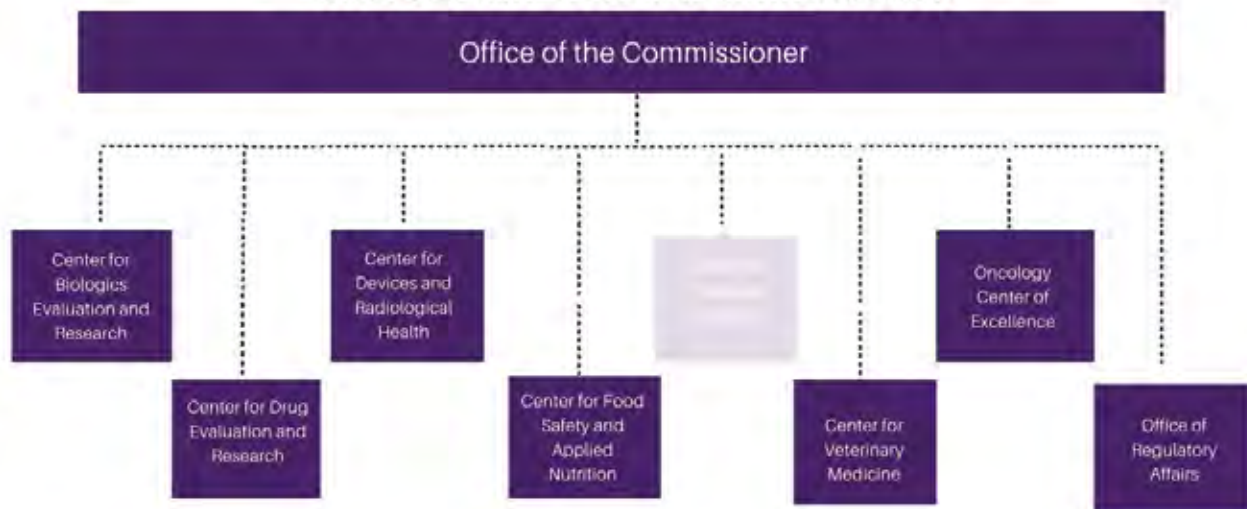 Office of the Commissioner
Center for
Biologics
Evaluation and
Research
Center for
Devices and
Radiological
Health
Oncology
Center of
Excellence
Center for Drug
Evaluation and
Research
Center for Food
Safety and
Applied
Nutrition
Center for
Veterinary
Medicine
Office of
Regulatory
Affairs